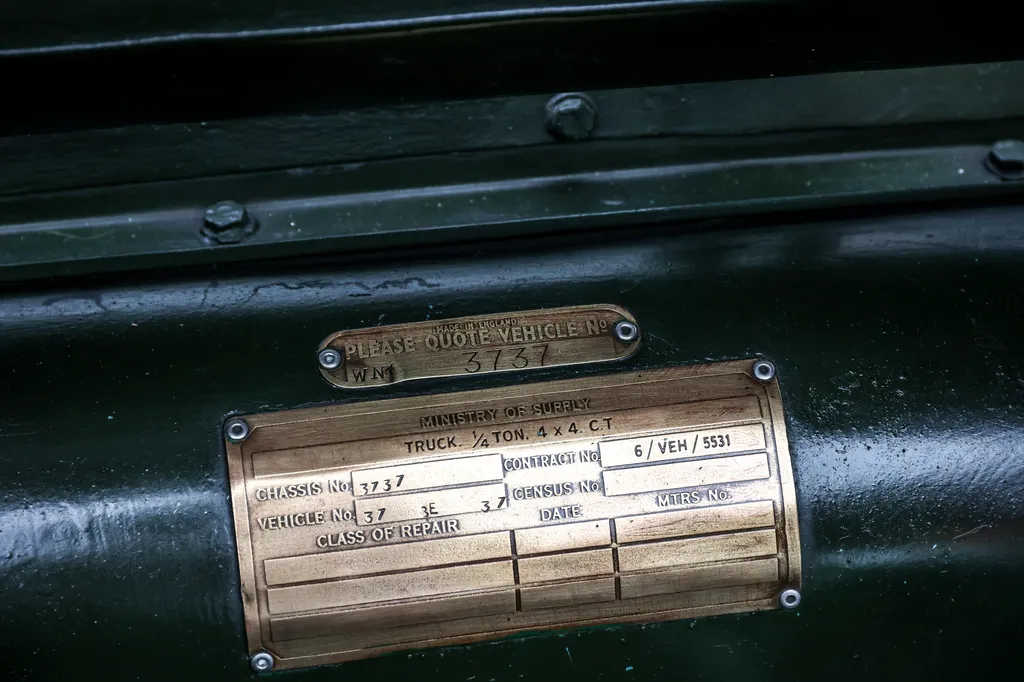 MADE IN ENGLAND
PLEASE QUOTE VEHICLE No
WN1 3737
MINISTRY OF SUPPLY
TRUCK. 1/4 TON. 4 x 4. C.T
CHASSIS No. 3737 CONTRACT No. 6/VEH/5531
VEHICLE No. 37 3E 37 CENSUS No.
CLASS OF REPAIR DATE MTRS. No.